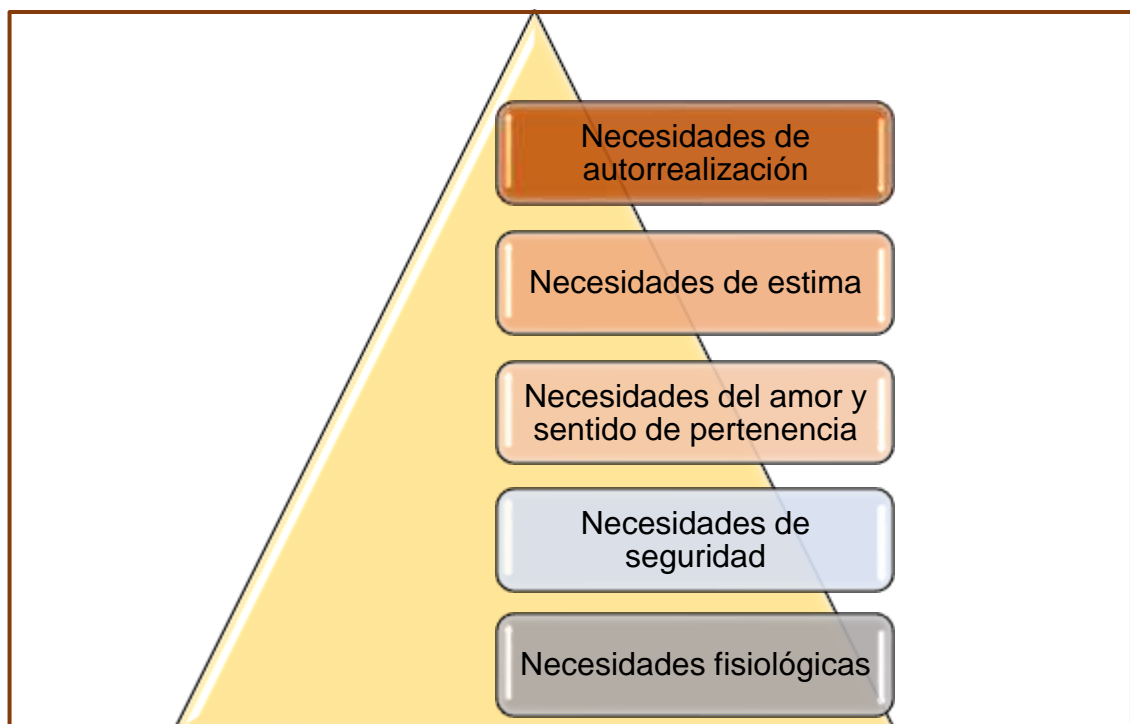 Necesidades de
autorrealización
Necesidades de estima
Necesidades del amor y
sentido de pertenencia
Necesidades de
seguridad
Necesidades fisiológicas